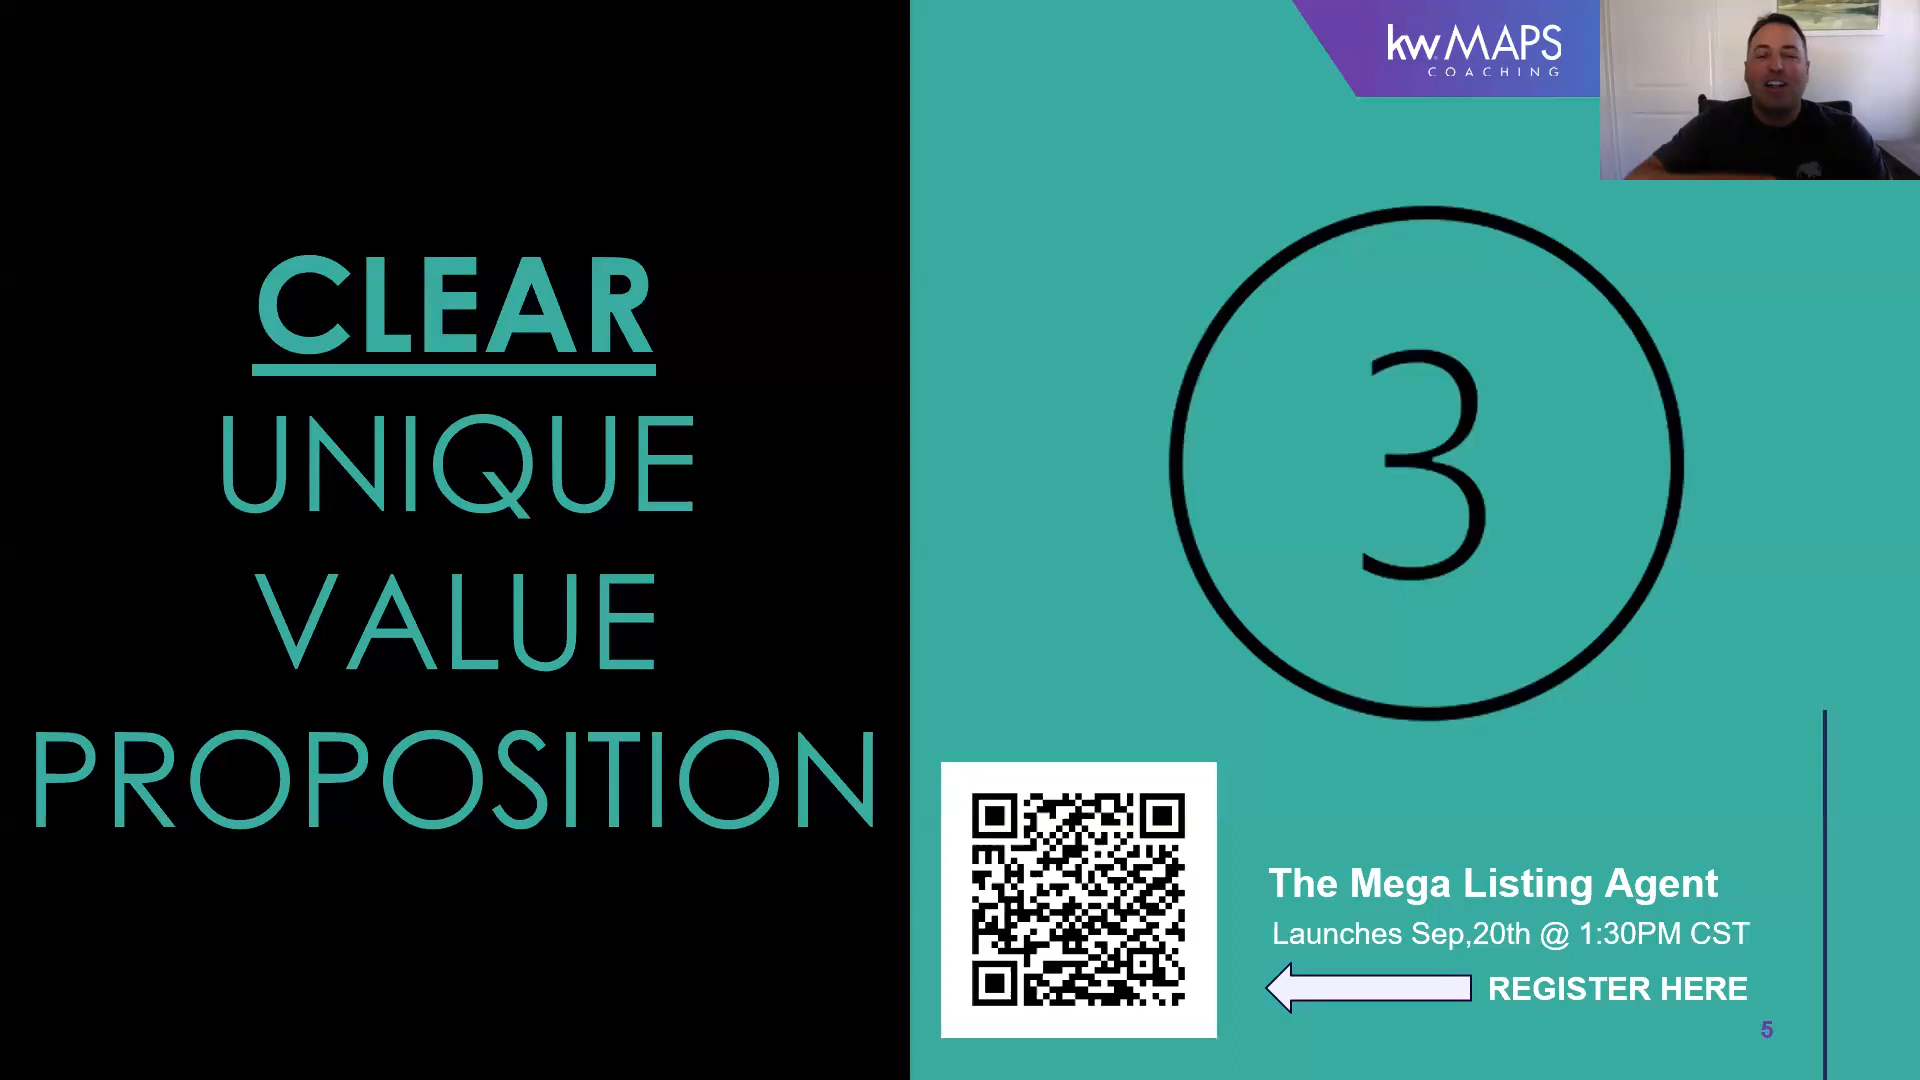 CLEAR
UNIQUE
VALUE
PROPOSITION
kw MAPS
COACHING
3
The Mega Listing Agent
Launches Sep,20th @ 1:30PM CST
REGISTER HERE
5